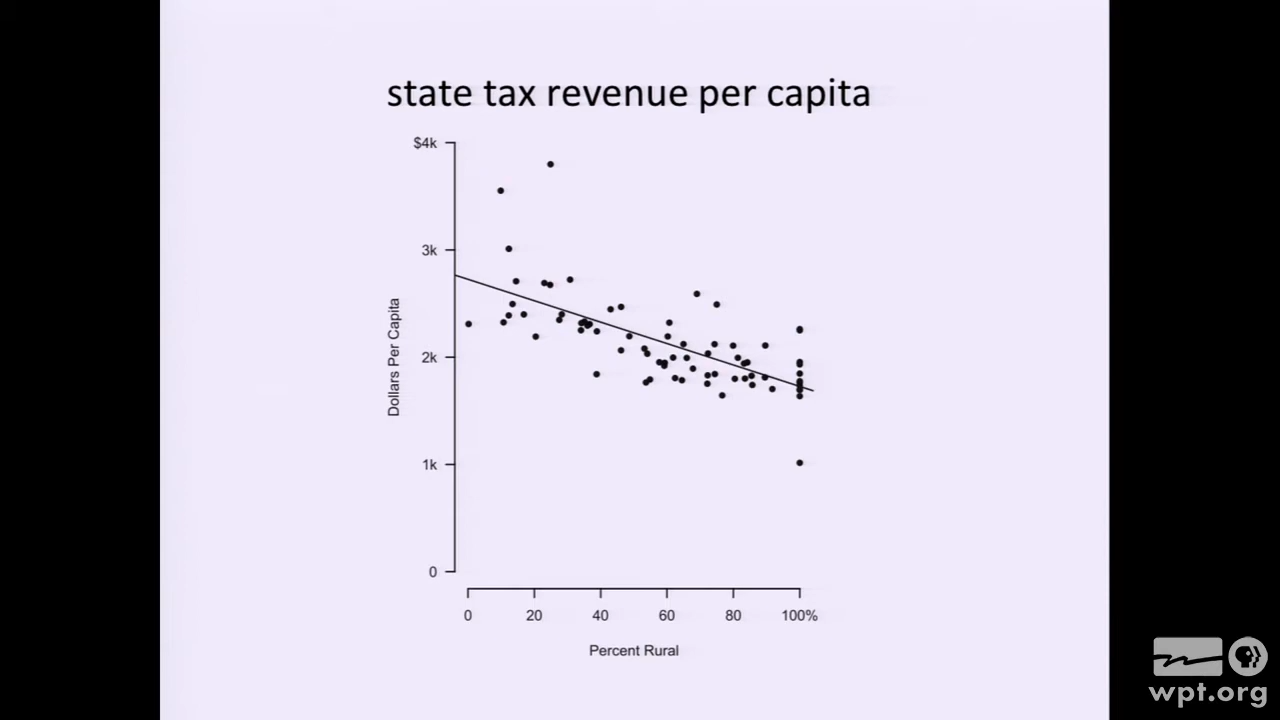 state tax revenue per capita
$4k
3k
2k
1k
0
Dollars Per Capita
0 20 40 60 80 100%
Percent Rural
wpt.org